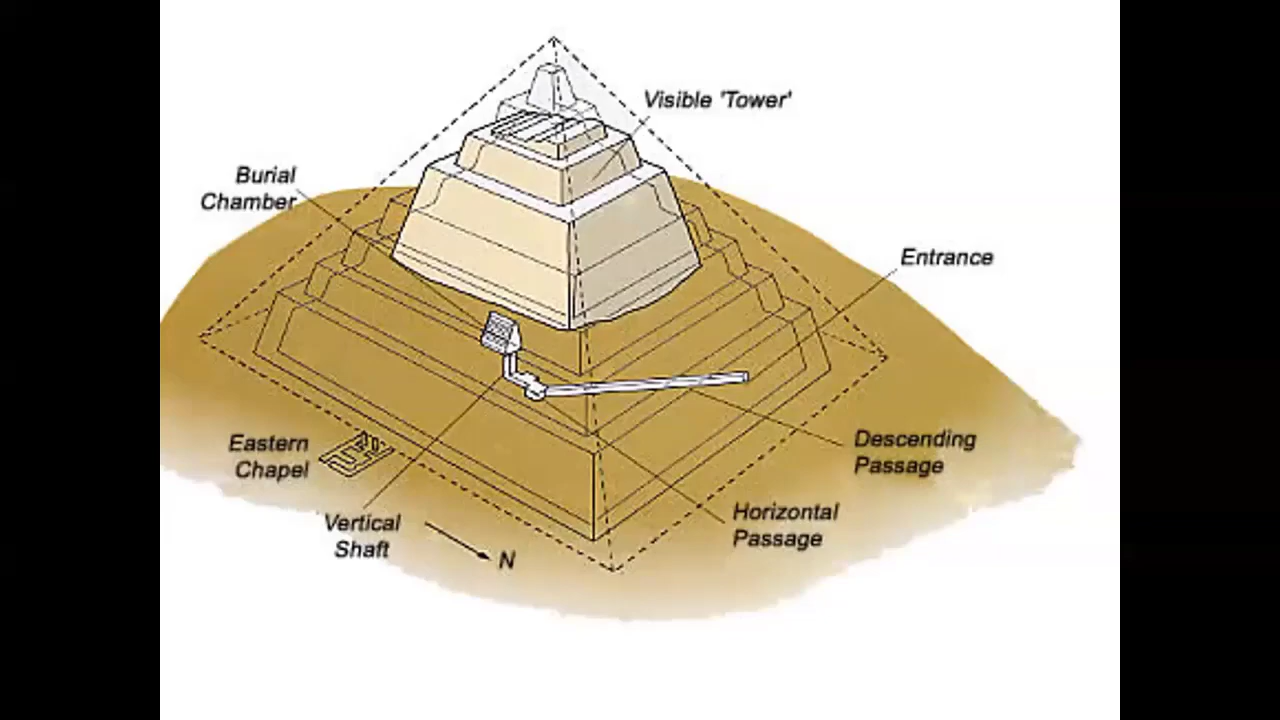 Visible 'Tower'
Burial
Chamber
Entrance
Eastern
Chapel
Descending
Passage
Vertical
Shaft
Horizontal
Passage
N